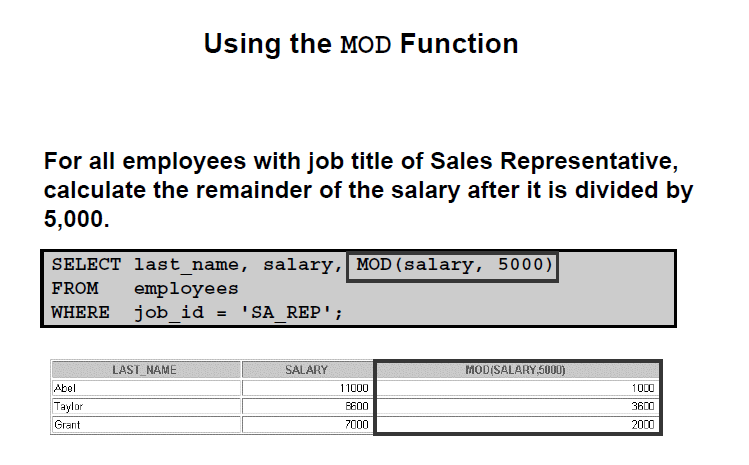 Using the MOD Function
For all employees with job title of Sales Representative,
calculate the remainder of the salary after it is divided by
5,000.
SELECT last_name, salary, MOD(salary, 5000)
FROM employees
WHERE job_id = 'SA_REP';
LAST_NAME SALARY MOD(SALARY,5000)
Abel 11000 1000
Taylor 8600 3600
Grant 7000 2000